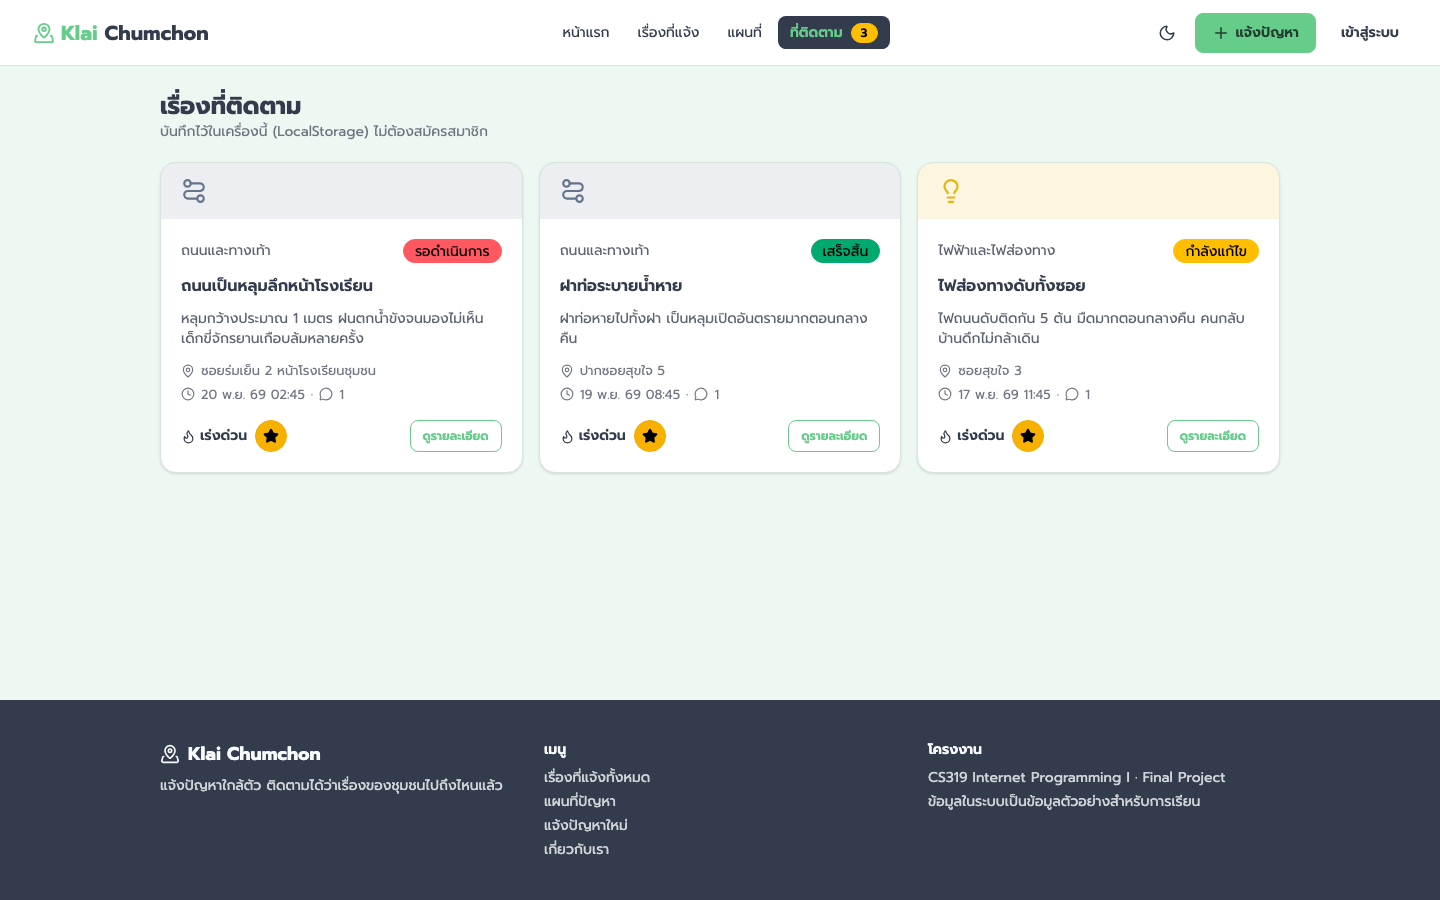 Klai Chumchon
หน้าแรก
เรื่องที่แจ้ง
แผนที่
ที่ติดตาม 3
แจ้งปัญหา
เข้าสู่ระบบ
เรื่องที่ติดตาม
บันทึกไว้ในเครื่องนี้ (LocalStorage) ไม่ต้องสมัครสมาชิก
ถนนและทางเท้า
รอดำเนินการ
ถนนเป็นหลุมลึกหน้าโรงเรียน
หลุมกว้างประมาณ 1 เมตร ฝนตกน้ำขังจนมองไม่เห็น
เด็กขี่จักรยานเกือบล้มหลายครั้ง
ซอยร่มเย็น 2 หน้าโรงเรียนชุมชน
20 พ.ย. 69 02:45 · 1
เร่งด่วน
ดูรายละเอียด
ถนนและทางเท้า
เสร็จสิ้น
ฝาท่อระบายน้ำหาย
ฝาท่อหายไปทั้งฝา เป็นหลุมเปิดอันตรายมากตอนกลาง
คืน
ปากซอยสุขใจ 5
19 พ.ย. 69 08:45 · 1
เร่งด่วน
ดูรายละเอียด
ไฟฟ้าและไฟส่องทาง
กำลังแก้ไข
ไฟส่องทางดับทั้งซอย
ไฟถนนดับติดกัน 5 ต้น มืดมากตอนกลางคืน คนกลับ
บ้านดึกไม่กล้าเดิน
ซอยสุขใจ 3
17 พ.ย. 69 11:45 · 1
เร่งด่วน
ดูรายละเอียด
Klai Chumchon
แจ้งปัญหาใกล้ตัว ติดตามได้ว่าเรื่องของชุมชนไปถึงไหนแล้ว
เมนู
เรื่องที่แจ้งทั้งหมด
แผนที่ปัญหา
แจ้งปัญหาใหม่
เกี่ยวกับเรา
โครงงาน
CS319 Internet Programming I · Final Project
ข้อมูลในระบบเป็นข้อมูลตัวอย่างสำหรับการเรียน